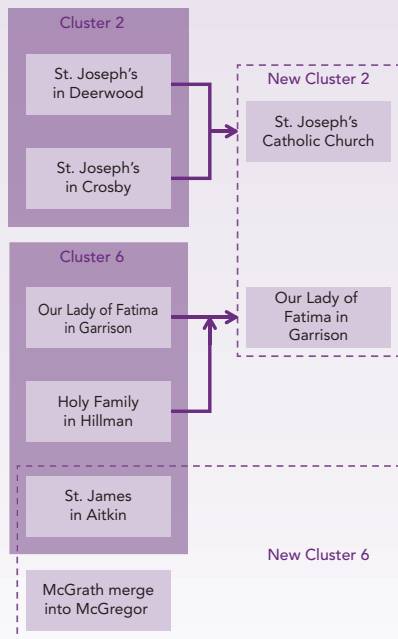 Cluster 2
St. Joseph's
in Deerwood
St. Joseph's
in Crosby
New Cluster 2
St. Joseph's
Catholic Church
Cluster 6
Our Lady of Fatima
in Garrison
Holy Family
in Hillman
St. James
in Aitkin
Our Lady of
Fatima in
Garrison
New Cluster 6
McGrath merge
into McGregor